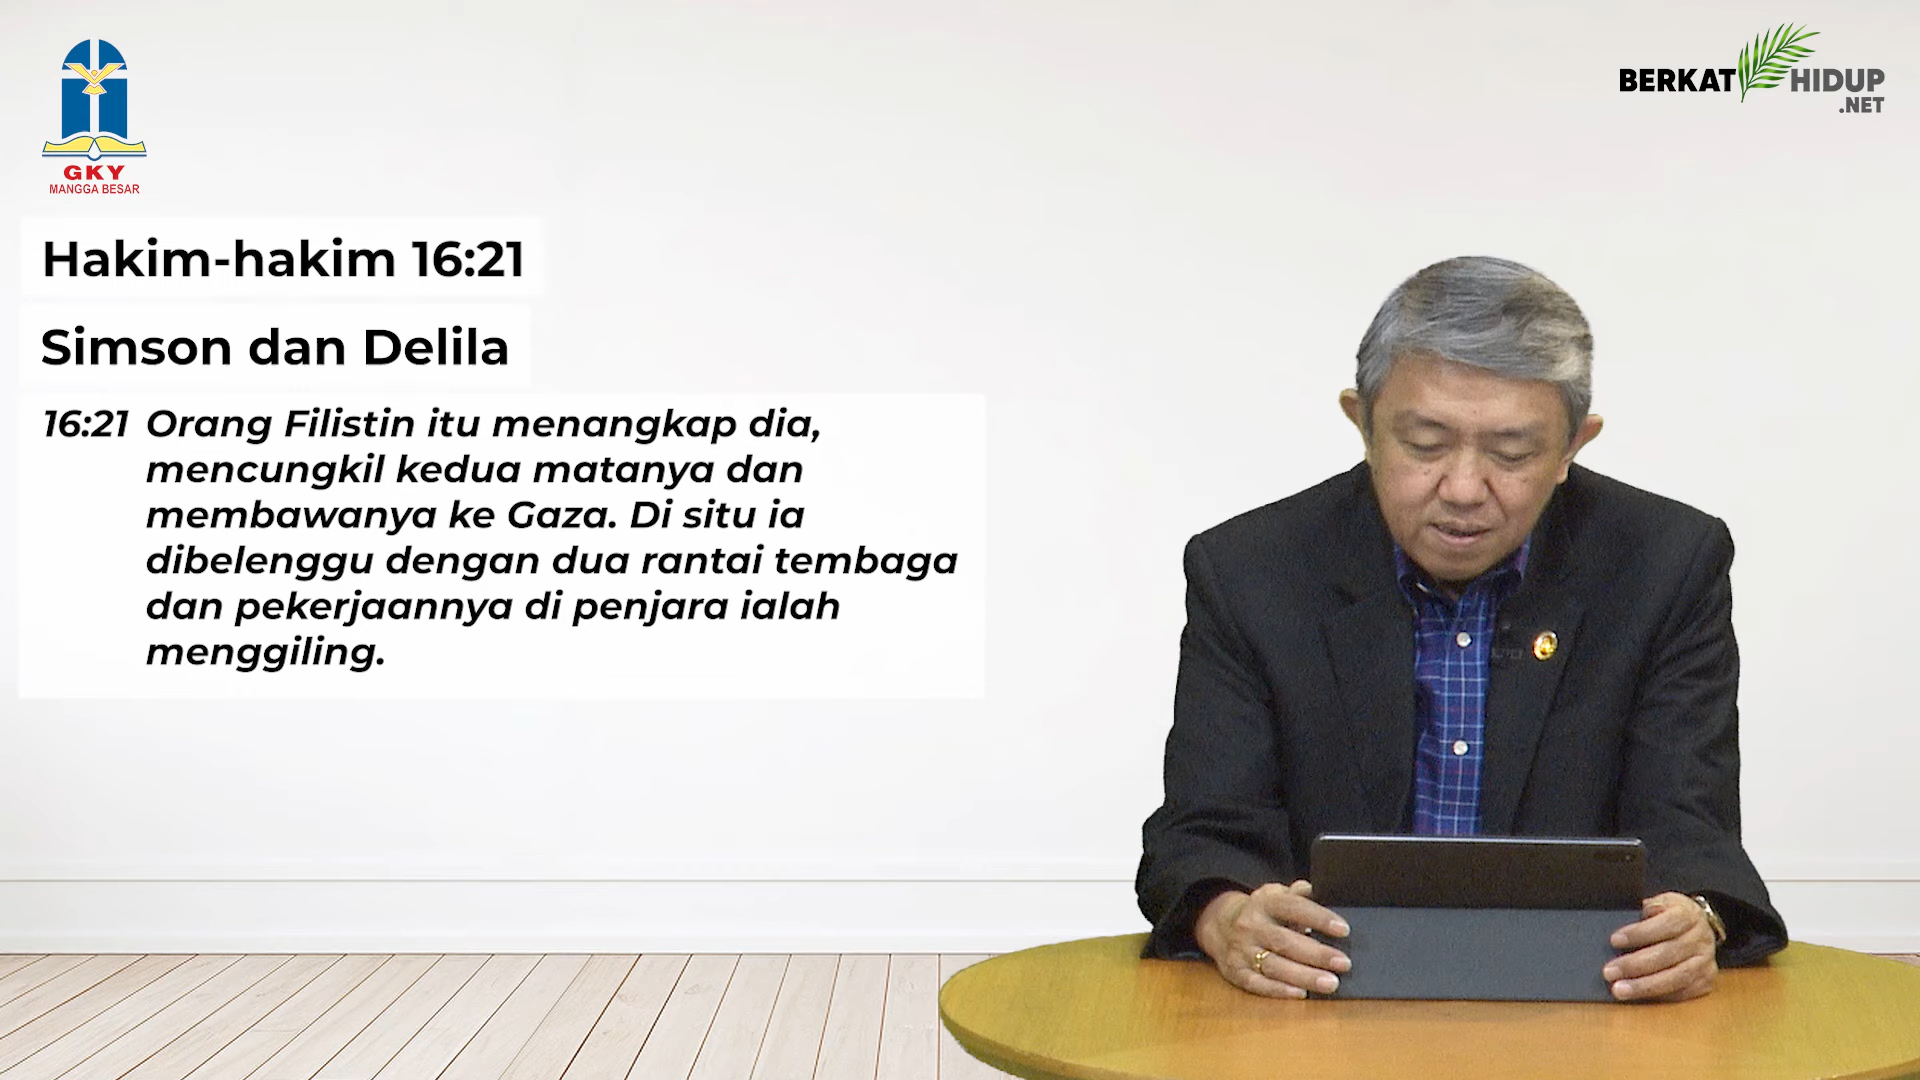 GKY
MANGGA BESAR
BERKAT HIDUP
.NET
Hakim-hakim 16:21
Simson dan Delila
16:21 Orang Filistin itu menangkap dia,
mencungkil kedua matanya dan
membawanya ke Gaza. Di situ ia
dibelenggu dengan dua rantai tembaga
dan pekerjaannya di penjara ialah
menggiling.